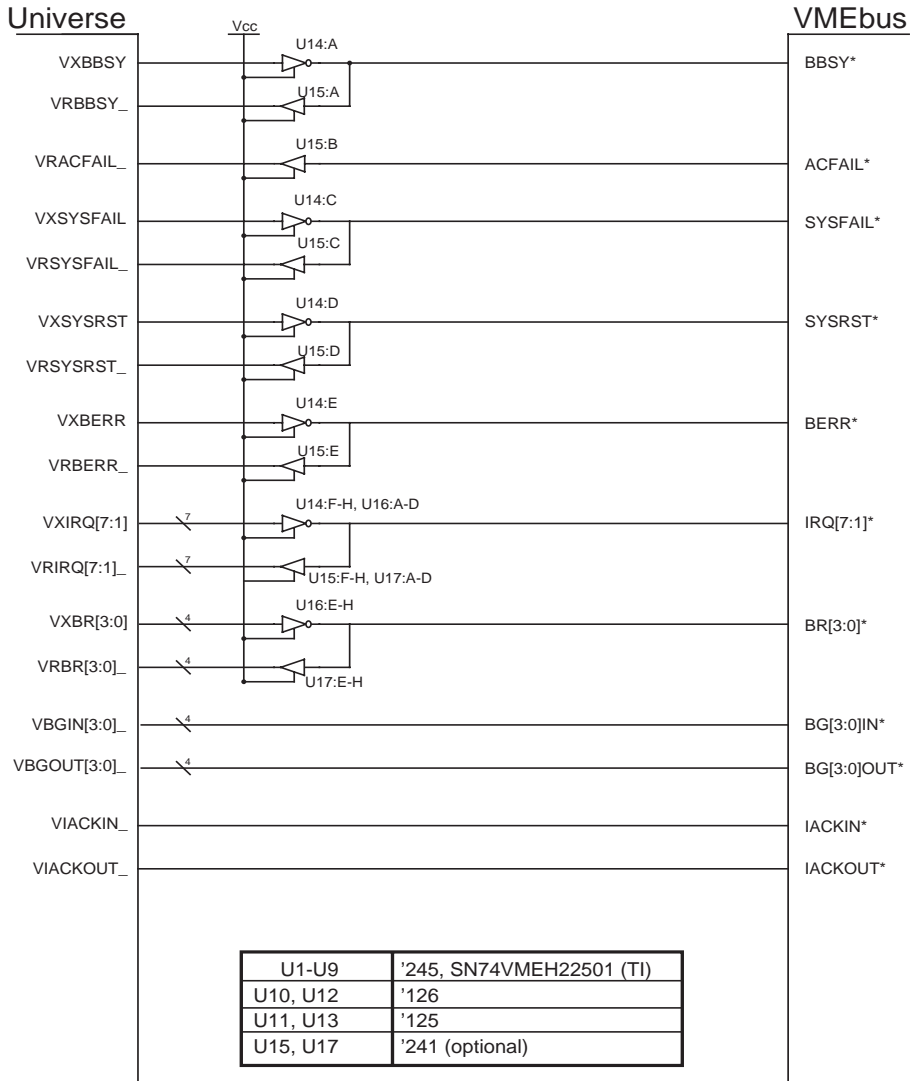 Universe
Vcc
VMEbus
U14:A
VXBBSY
BBSY*
U15:A
VRBBSY_
U15:B
VRACFAIL_
ACFAIL*
U14:C
VXSYSFAIL
SYSFAIL*
U15:C
VRSYSFAIL_
U14:D
VXSYSRST
SYSRST*
U15:D
VRSYSRST_
U14:E
VXBERR
BERR*
U15:E
VRBERR_
U14:F-H, U16:A-D
VXIRQ[7:1]
7
IRQ[7:1]*
VRIRQ[7:1]_
7
U15:F-H, U17:A-D
U16:E-H
VXBR[3:0]
4
BR[3:0]*
VRBR[3:0]_
4
U17:E-H
VBGIN[3:0]_
4
BG[3:0]IN*
VBGOUT[3:0]_
4
BG[3:0]OUT*
VIACKIN_
IACKIN*
VIACKOUT_
IACKOUT*
U1-U9 '245, SN74VMEH22501 (TI)
U10, U12 '126
U11, U13 '125
U15, U17 '241 (optional)